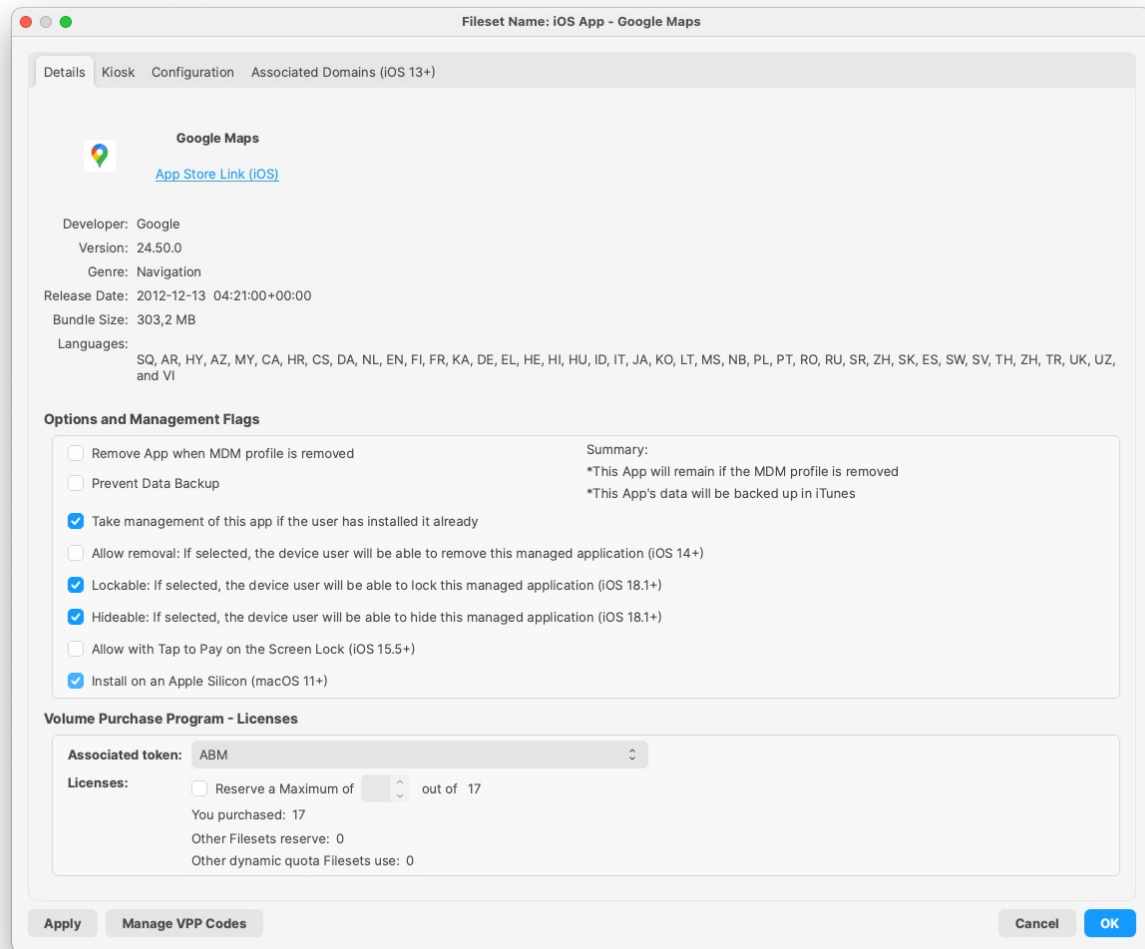 Fileset Name: iOS App - Google Maps
Details Kiosk Configuration Associated Domains (iOS 13+)
Google Maps
App Store Link (iOS)
Developer: Google
Version: 24.50.0
Genre: Navigation
Release Date: 2012-12-13 04:21:00+00:00
Bundle Size: 303,2 MB
Languages:
SQ, AR, HY, AZ, MY, CA, HR, CS, DA, NL, EN, FI, FR, KA, DE, EL, HE, HI, HU, ID, IT, JA, KO, LT, MS, NB, PL, PT, RO, RU, SR, ZH, SK, ES, SW, SV, TH, ZH, TR, UK, UZ,
and VI
Options and Management Flags
Remove App when MDM profile is removed
Prevent Data Backup
Summary:
*This App will remain if the MDM profile is removed
*This App's data will be backed up in iTunes
Take management of this app if the user has installed it already
Allow removal: If selected, the device user will be able to remove this managed application (iOS 14+)
Lockable: If selected, the device user will be able to lock this managed application (iOS 18.1+)
Hideable: If selected, the device user will be able to hide this managed application (iOS 18.1+)
Allow with Tap to Pay on the Screen Lock (iOS 15.5+)
Install on an Apple Silicon (macOS 11+)
Volume Purchase Program - Licenses
Associated token: ABM
Licenses: Reserve a Maximum of out of 17
You purchased: 17
Other Filesets reserve: 0
Other dynamic quota Filesets use: 0
Apply Manage VPP Codes Cancel OK